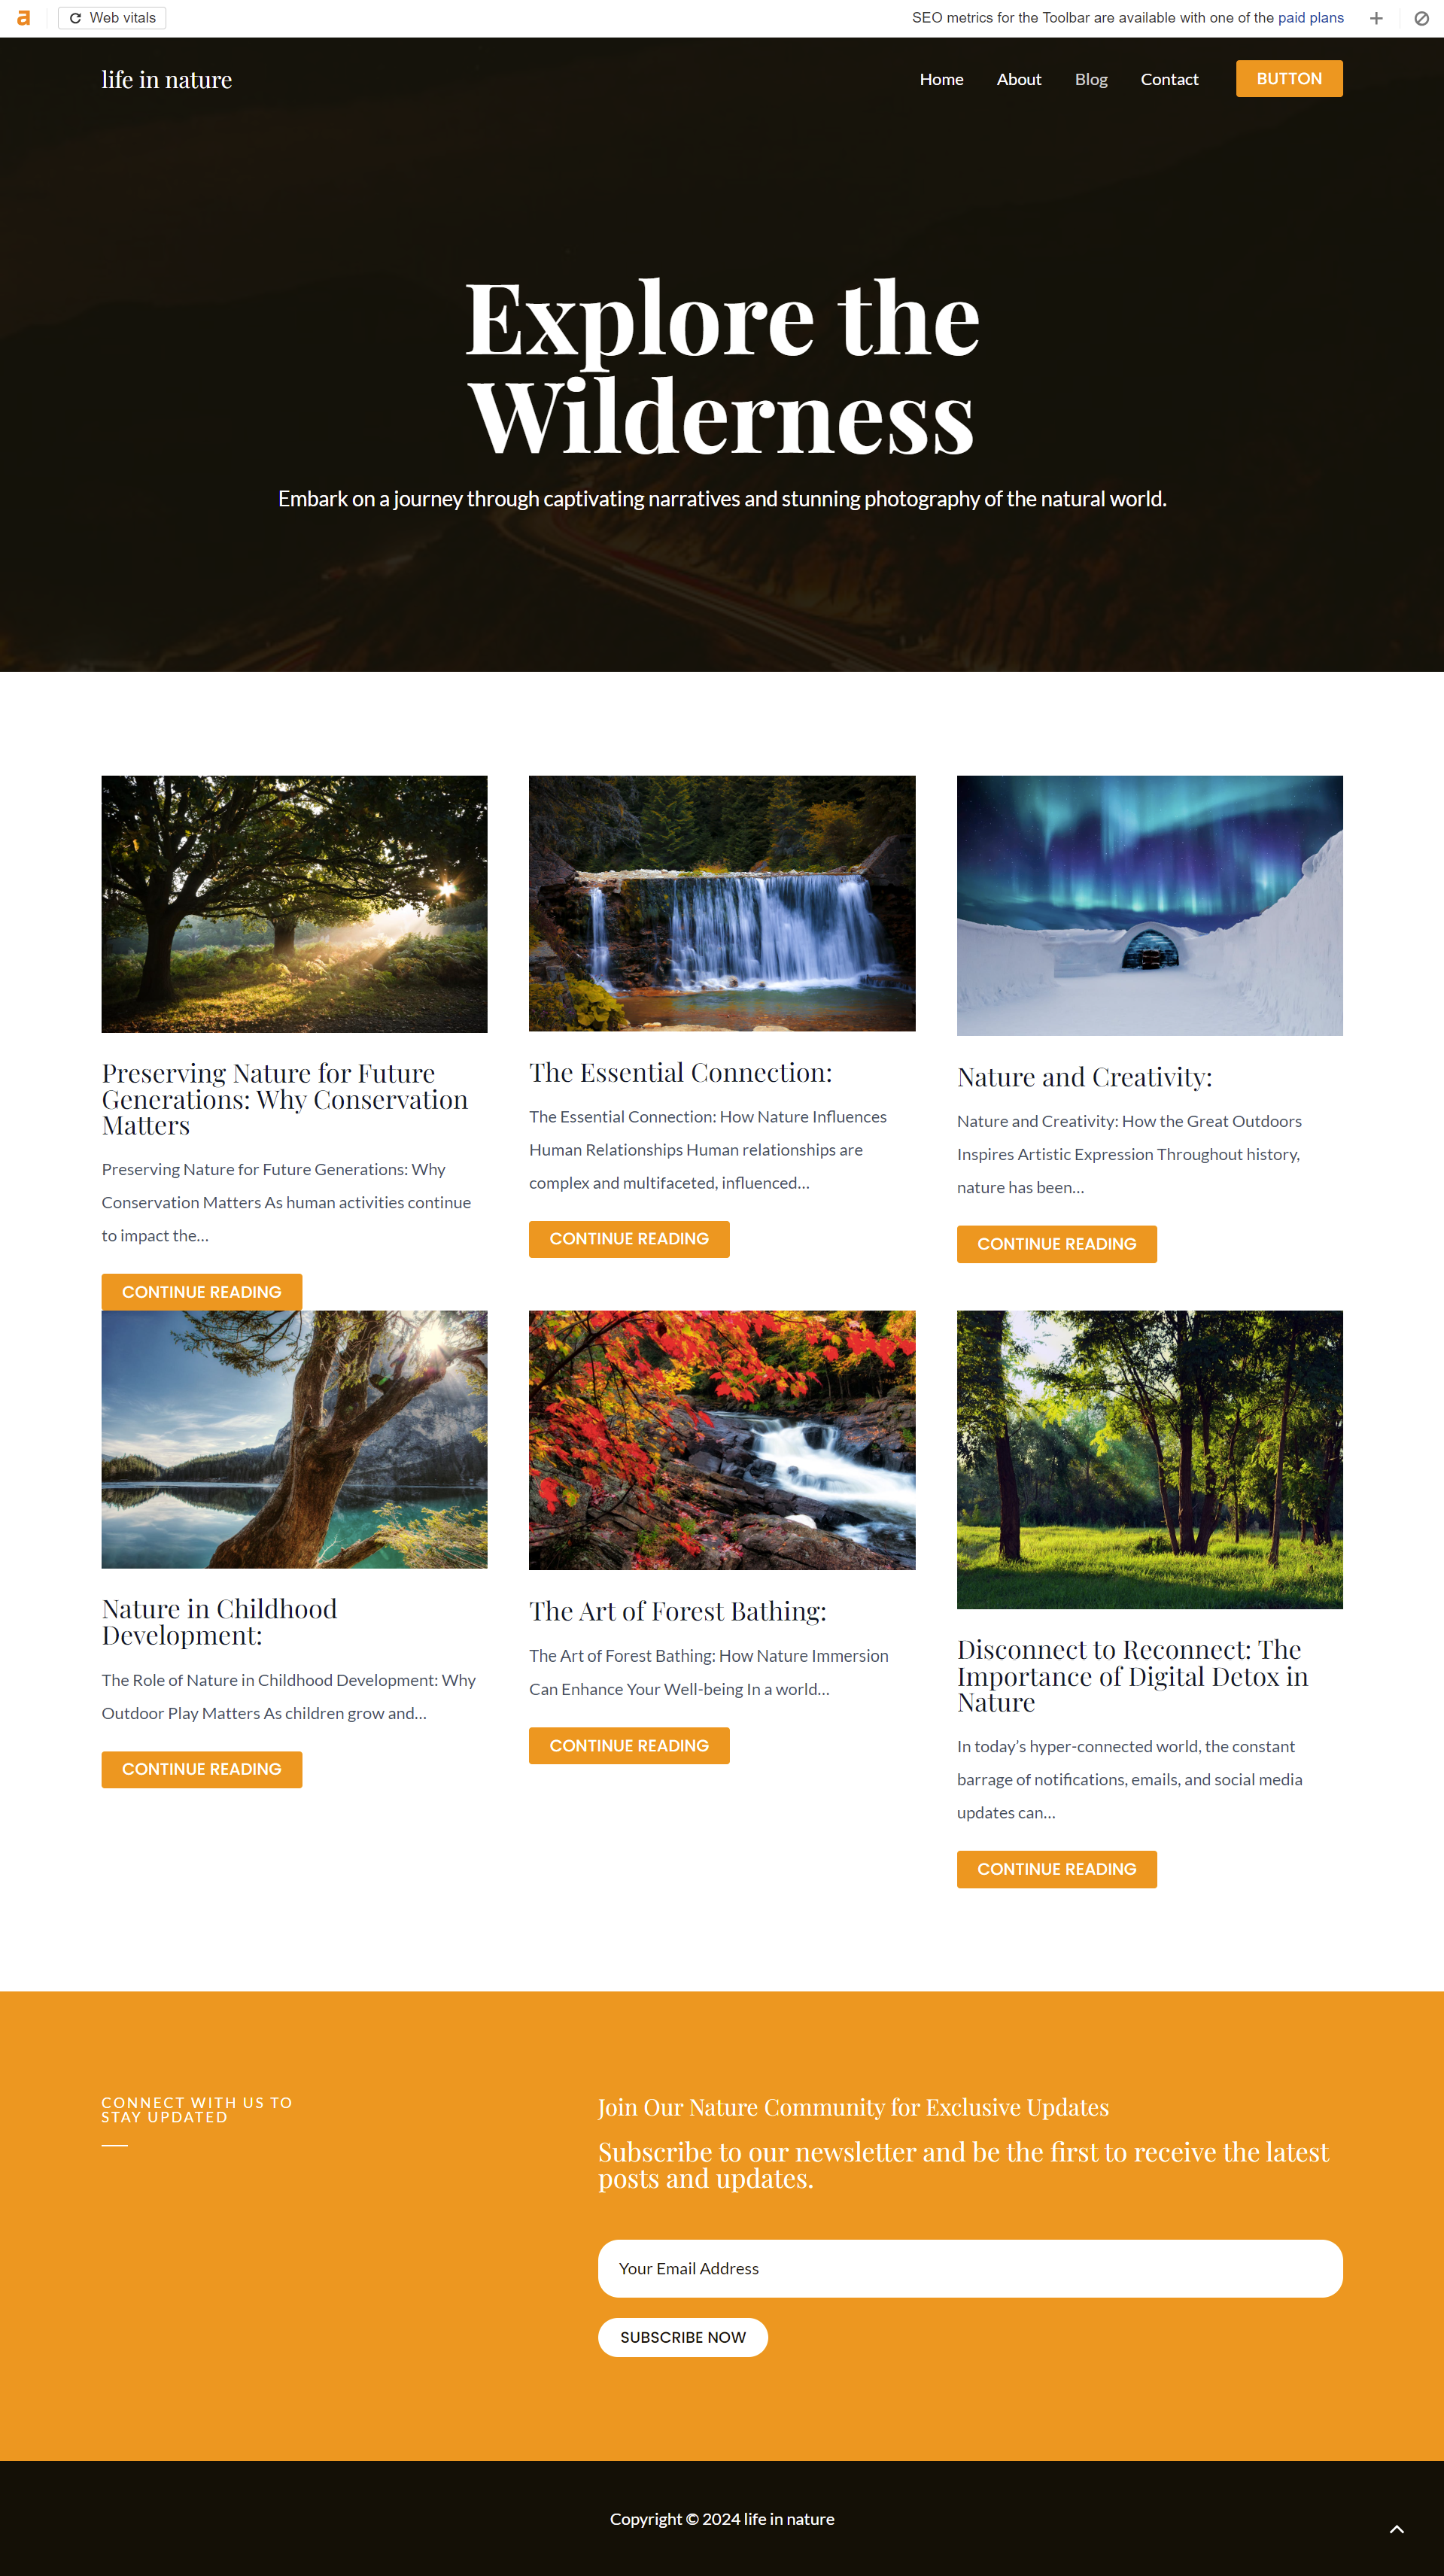 a
Web vitals
SEO metrics for the Toolbar are available with one of the paid plans
life in nature
Home
About
Blog
Contact
BUTTON
Explore the
Wilderness
Embark on a journey through captivating narratives and stunning photography of the natural world.
Preserving Nature for Future
Generations: Why Conservation
Matters
Preserving Nature for Future Generations: Why
Conservation Matters As human activities continue
to impact the...
CONTINUE READING
The Essential Connection:
The Essential Connection: How Nature Influences
Human Relationships Human relationships are
complex and multifaceted, influenced...
CONTINUE READING
Nature and Creativity:
Nature and Creativity: How the Great Outdoors
Inspires Artistic Expression Throughout history,
nature has been...
CONTINUE READING
Nature in Childhood
Development:
The Role of Nature in Childhood Development: Why
Outdoor Play Matters As children grow and...
CONTINUE READING
The Art of Forest Bathing:
The Art of Forest Bathing: How Nature Immersion
Can Enhance Your Well-being In a world...
CONTINUE READING
Disconnect to Reconnect: The
Importance of Digital Detox in
Nature
In today’s hyper-connected world, the constant
barrage of notifications, emails, and social media
updates can...
CONTINUE READING
CONNECT WITH US TO
STAY UPDATED
Join Our Nature Community for Exclusive Updates
Subscribe to our newsletter and be the first to receive the latest
posts and updates.
Your Email Address
SUBSCRIBE NOW
Copyright © 2024 life in nature